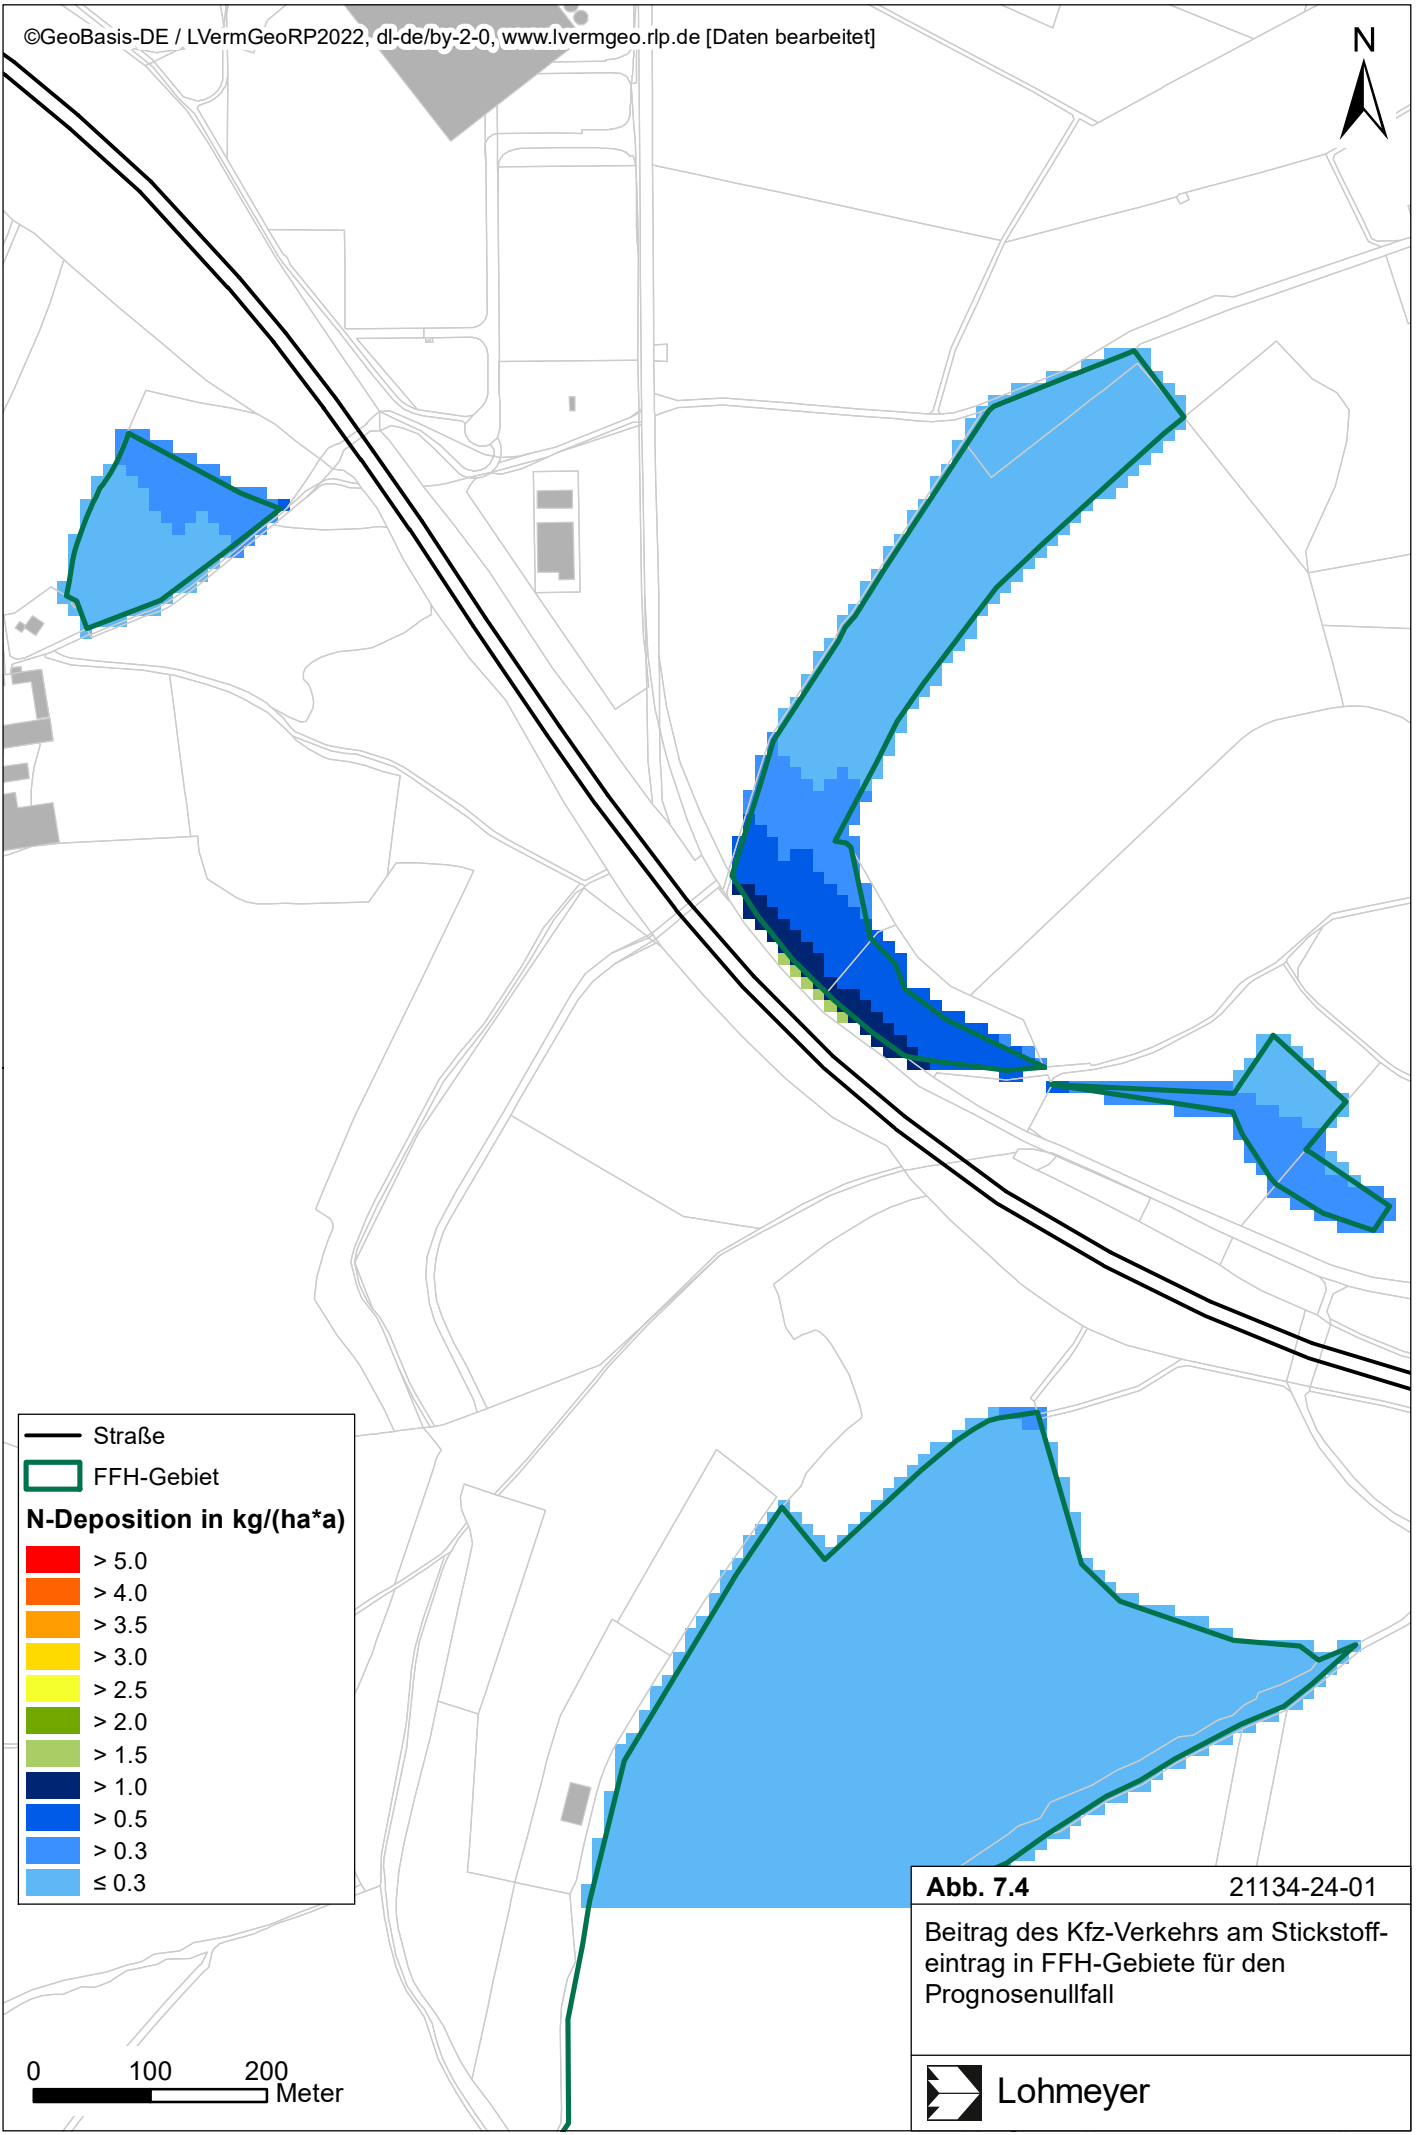 ©GeoBasis-DE / LVermGeoRP2022, dl-de/by-2-0, www.lvermgeo.rlp.de [Daten bearbeitet]
N
Straße
FFH-Gebiet
N-Deposition in kg/(ha*a)
> 5.0
> 4.0
> 3.5
> 3.0
> 2.5
> 2.0
> 1.5
> 1.0
> 0.5
> 0.3
≤ 0.3
0 100 200
Meter
Abb. 7.4 21134-24-01
Beitrag des Kfz-Verkehrs am Stickstoff-
eintrag in FFH-Gebiete für den
Prognosenullfall
Lohmeyer